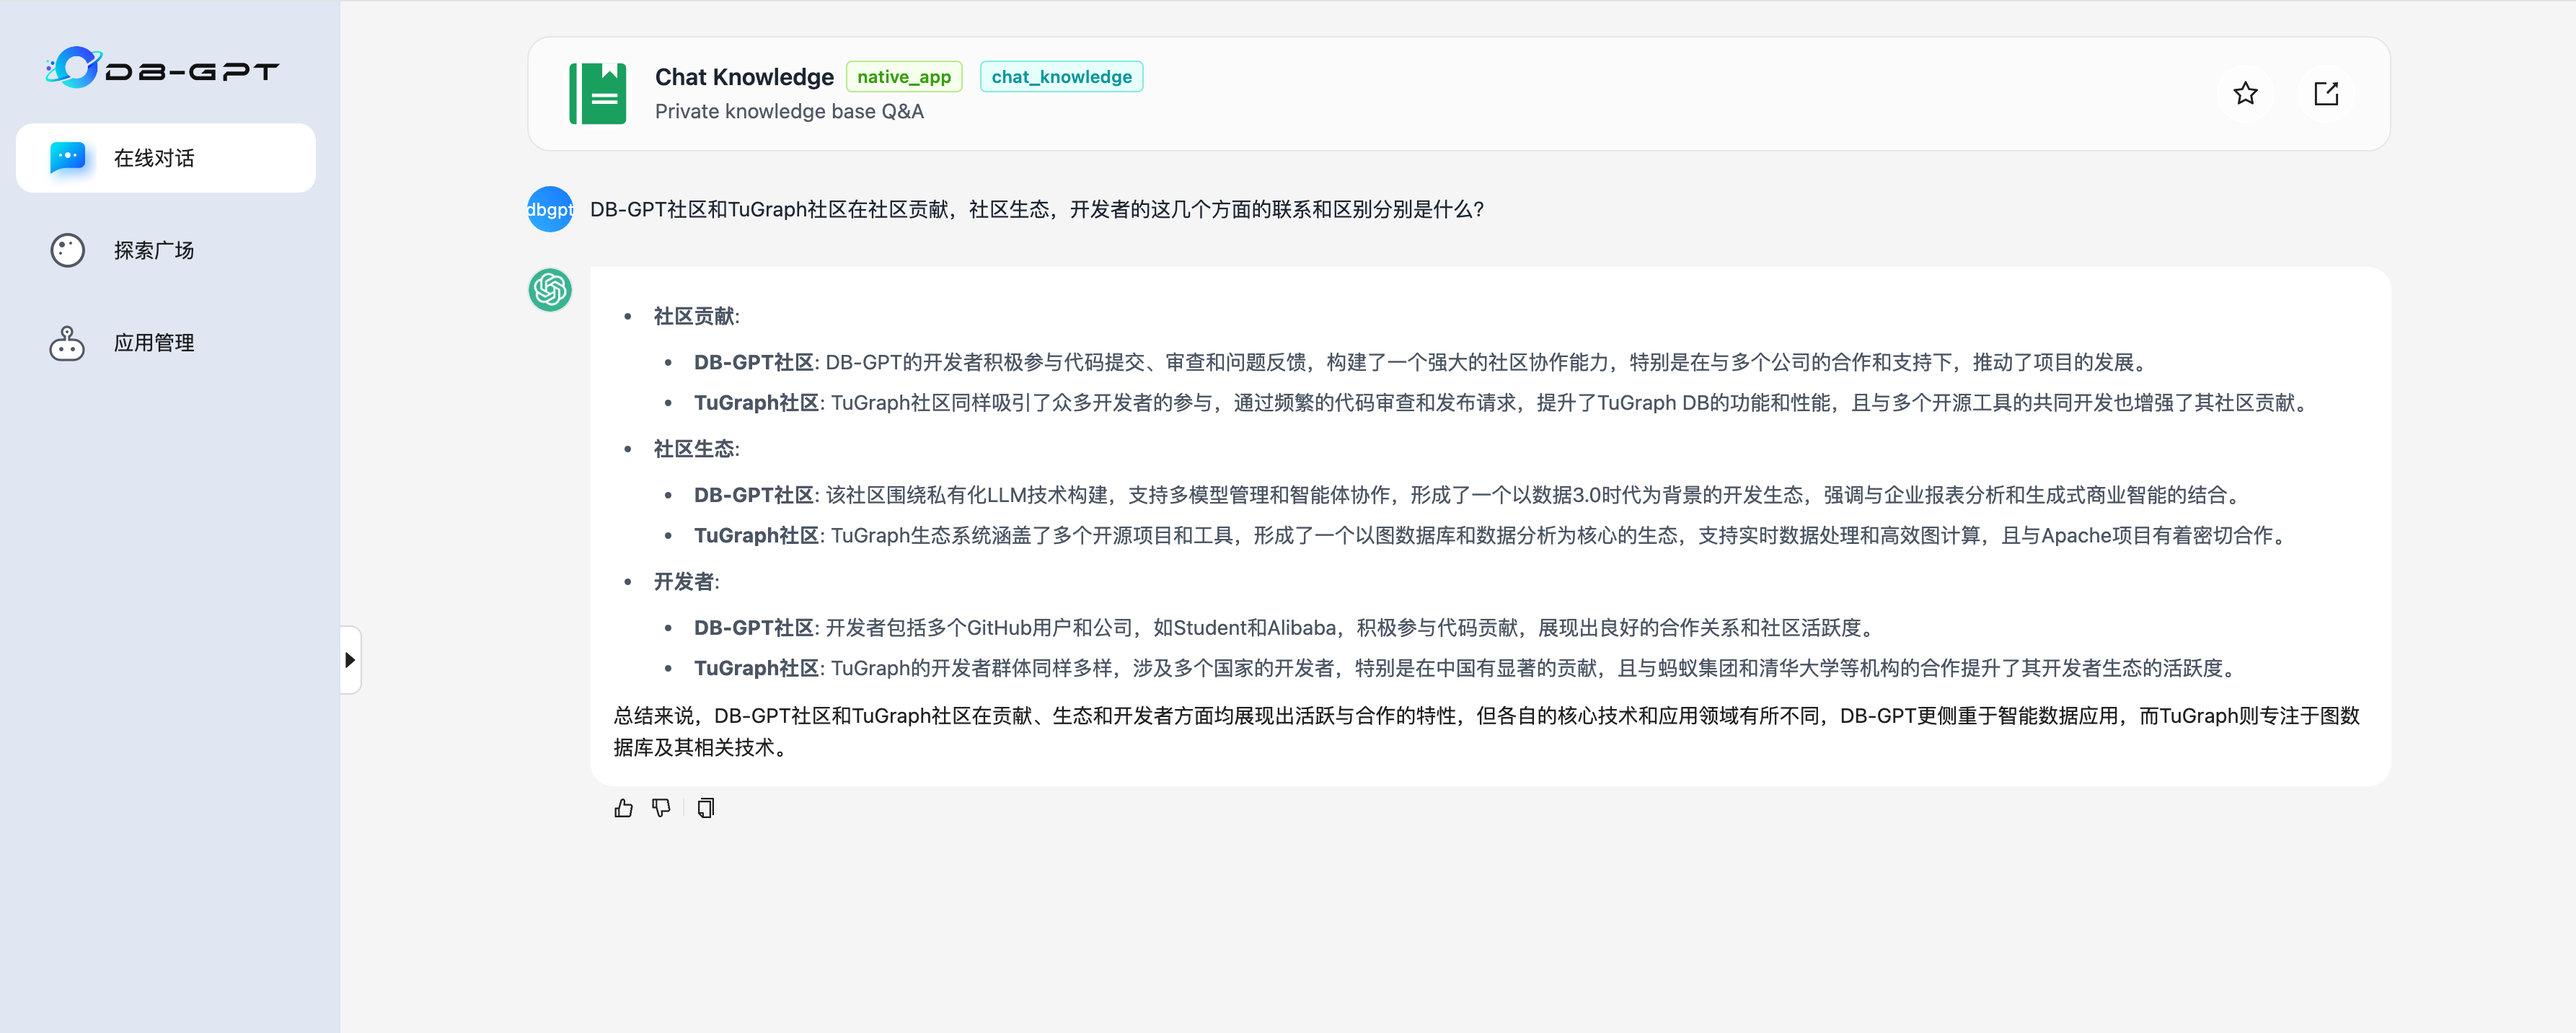 DB-GPT
在线对话
探索广场
应用管理
Chat Knowledge native_app chat_knowledge
Private knowledge base Q&A
dbgpt DB-GPT社区和TuGraph社区在社区贡献，社区生态，开发者的这几个方面的联系和区别分别是什么?
• 社区贡献:
• DB-GPT社区: DB-GPT的开发者积极参与代码提交、审查和问题反馈，构建了一个强大的社区协作能力，特别是在与多个公司的合作和支持下，推动了项目的发展。
• TuGraph社区: TuGraph社区同样吸引了众多开发者的参与，通过频繁的代码审查和发布请求，提升了TuGraph DB的功能和性能，且与多个开源工具的共同开发也增强了其社区贡献。
• 社区生态:
• DB-GPT社区: 该社区围绕私有化LLM技术构建，支持多模型管理和智能体协作，形成了一个以数据3.0时代为背景的开发生态，强调与企业报表分析和生成式商业智能的结合。
• TuGraph社区: TuGraph生态系统涵盖了多个开源项目和工具，形成了一个以图数据库和数据分析为核心的生态，支持实时数据处理和高效图计算，且与Apache项目有着密切合作。
• 开发者:
• DB-GPT社区: 开发者包括多个GitHub用户和公司，如Student和Alibaba，积极参与代码贡献，展现出良好的合作关系和社区活跃度。
• TuGraph社区: TuGraph的开发者群体同样多样，涉及多个国家的开发者，特别是在中国有显著的贡献，且与蚂蚁集团和清华大学等机构的合作提升了其开发者生态的活跃度。
总结来说，DB-GPT社区和TuGraph社区在贡献、生态和开发者方面均展现出活跃与合作的特性，但各自的核心技术和应用领域有所不同，DB-GPT更侧重于智能数据应用，而TuGraph则专注于图数
据库及其相关技术。